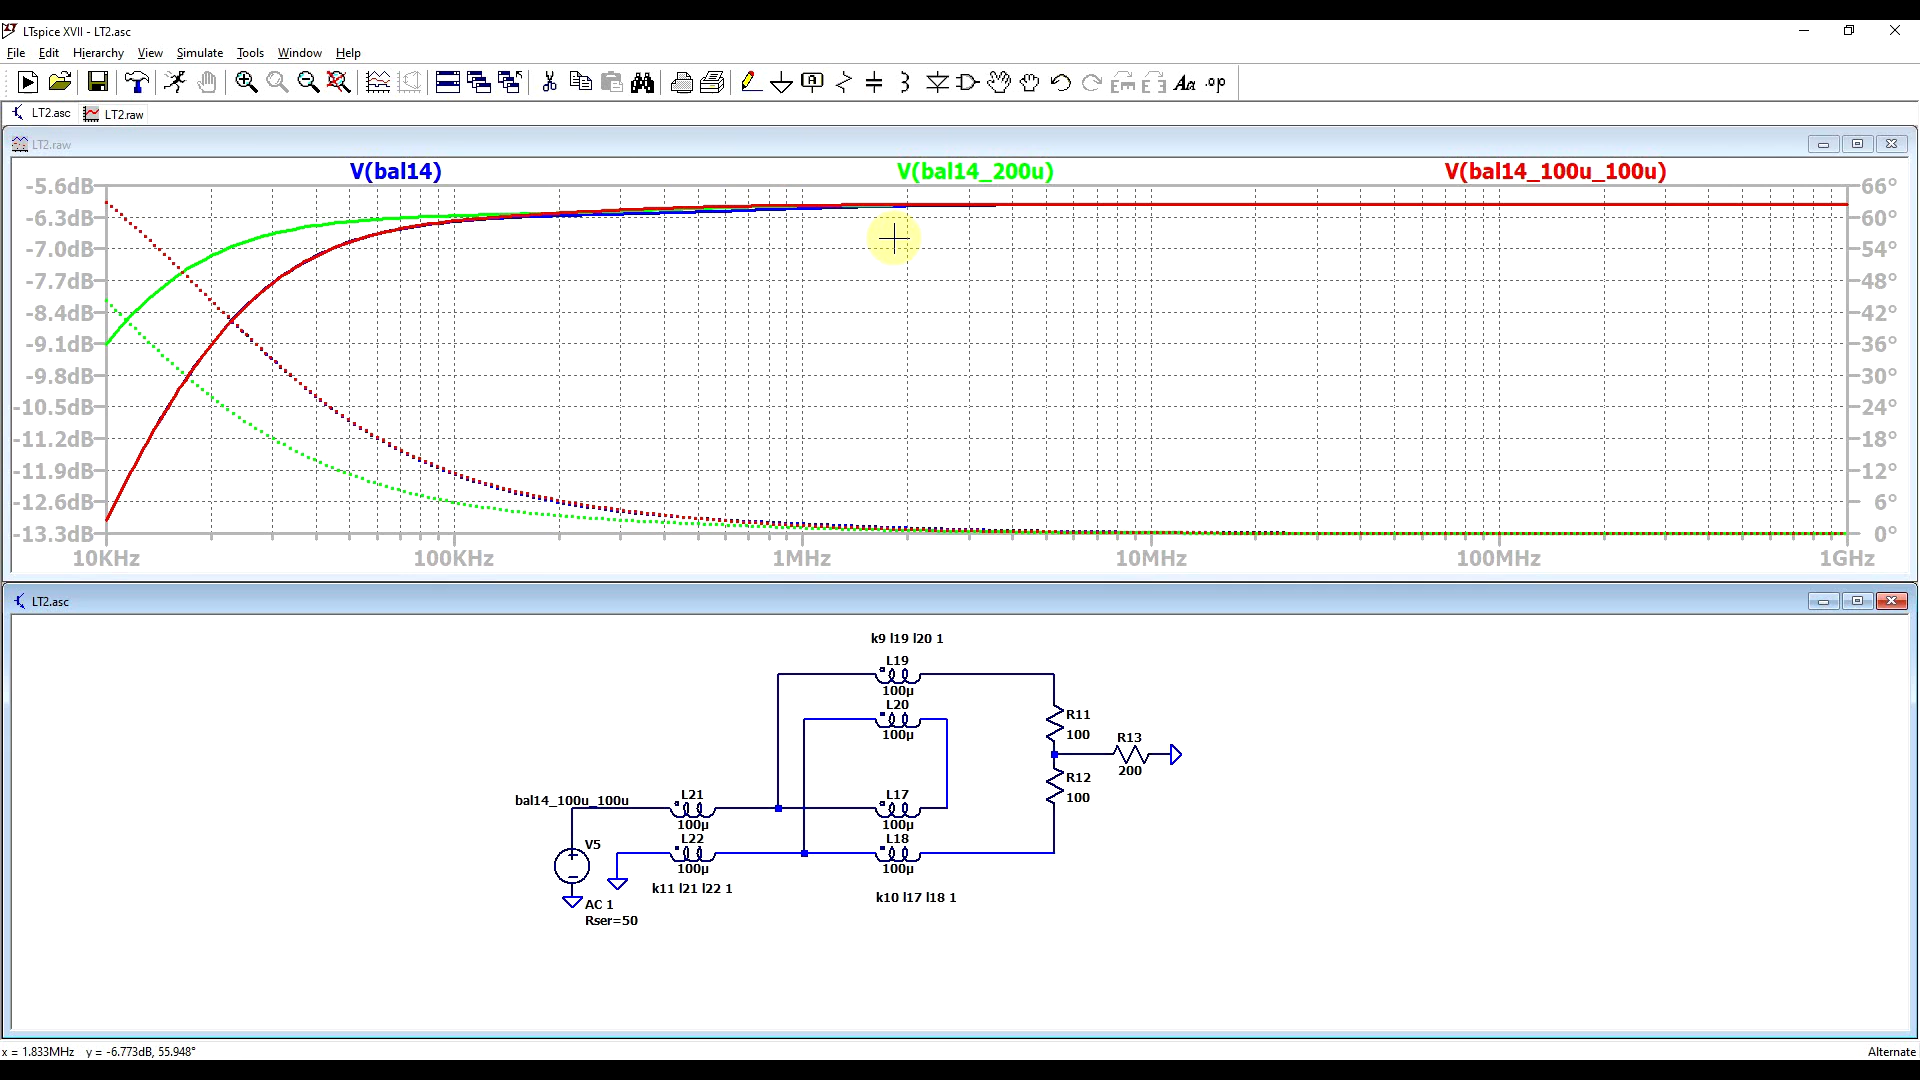 LTspice XVII - LT2.asc
File Edit Hierarchy View Simulate Tools Window Help
LT2.asc LT2.raw
LT2.raw
V(bal14) V(bal14_200u) V(bal14_100u_100u)
-5.6dB 66°
-6.3dB 60°
-7.0dB 54°
-7.7dB 48°
-8.4dB 42°
-9.1dB 36°
-9.8dB 30°
-10.5dB 24°
-11.2dB 18°
-11.9dB 12°
-12.6dB 6°
-13.3dB 0°
10KHz 100KHz 1MHz 10MHz 100MHz 1GHz
LT2.asc
k9 l19 l20 1
L19
100µ
L20
100µ
R11
100
R13
200
R12
100
bal14_100u_100u
L21
100µ
L17
100µ
L22
100µ
L18
100µ
V5
k11 l21 l22 1
k10 l17 l18 1
AC 1
Rser=50
x = 1.833MHz y = -6.773dB, 55.948° Alternate